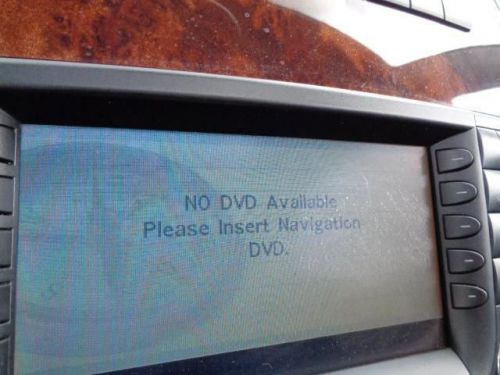 NO DVD Available
Please Insert Navigation
DVD.